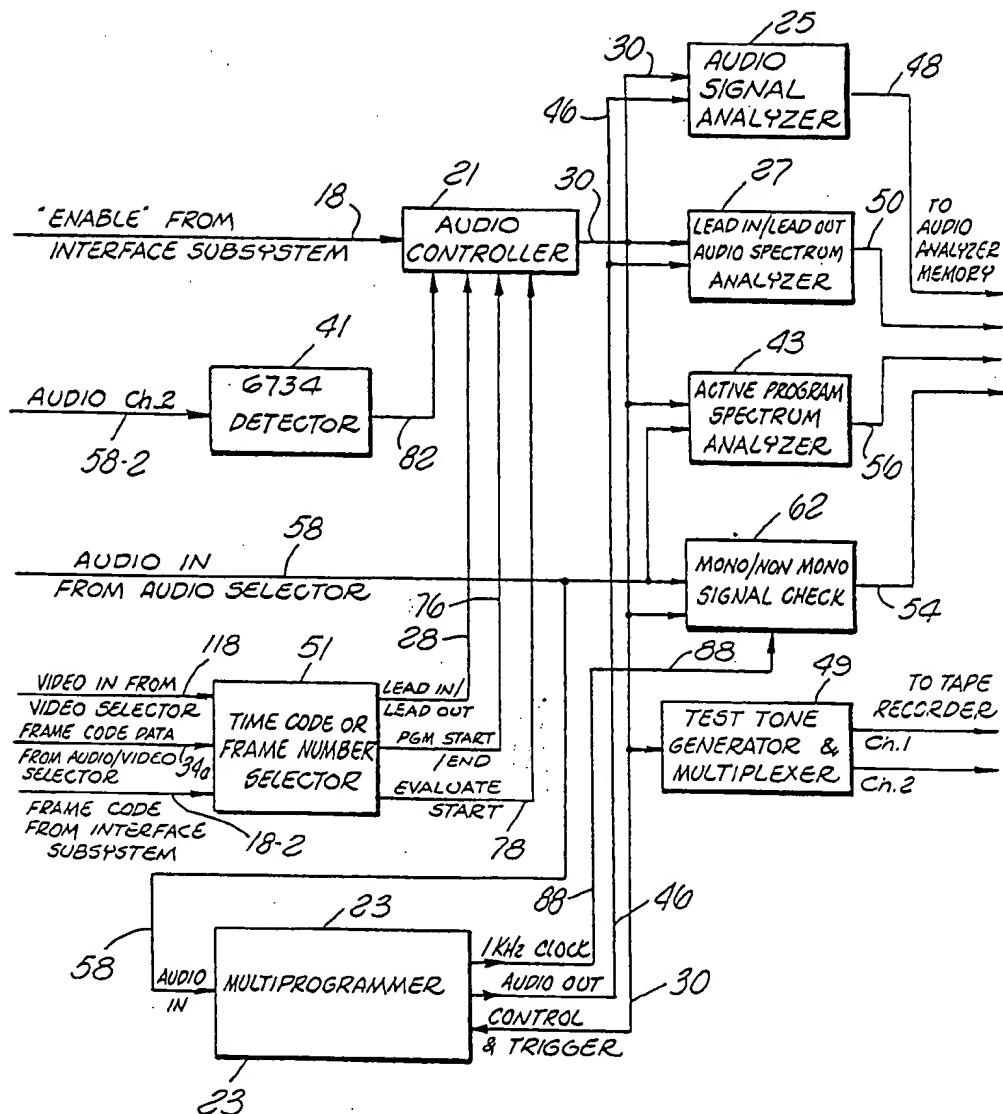 25
30
AUDIO
SIGNAL
ANALYZER
48
46
21
30
27
"ENABLE" FROM
INTERFACE SUBSYSTEM
18
AUDIO
CONTROLLER
LEAD IN/LEAD OUT
AUDIO SPECTRUM
ANALYZER
50
TO
AUDIO
ANALYZER
MEMORY
41
43
AUDIO Ch.2
58-2
6734
DETECTOR
82
ACTIVE PROGRAM
SPECTRUM
ANALYZER
56
58
62
AUDIO IN
FROM AUDIO SELECTOR
MONO/NON MONO
SIGNAL CHECK
54
76
28
88
118
51
49
VIDEO IN FROM
VIDEO SELECTOR
FRAME CODE DATA
FROM AUDIO/VIDEO
SELECTOR
34a
18-2
FRAME CODE
FROM INTERFACE
SUBSYSTEM
TIME CODE OR
FRAME NUMBER
SELECTOR
LEAD IN/
LEAD OUT
PGM START
/END
EVALUATE
START
78
TEST TONE
GENERATOR &
MULTIPLEXER
TO TAPE
RECORDER
Ch.1
Ch.2
88
46
23
58
AUDIO
IN
MULTIPROGRAMMER
1KHz CLOCK
AUDIO OUT
CONTROL
& TRIGGER
30
23